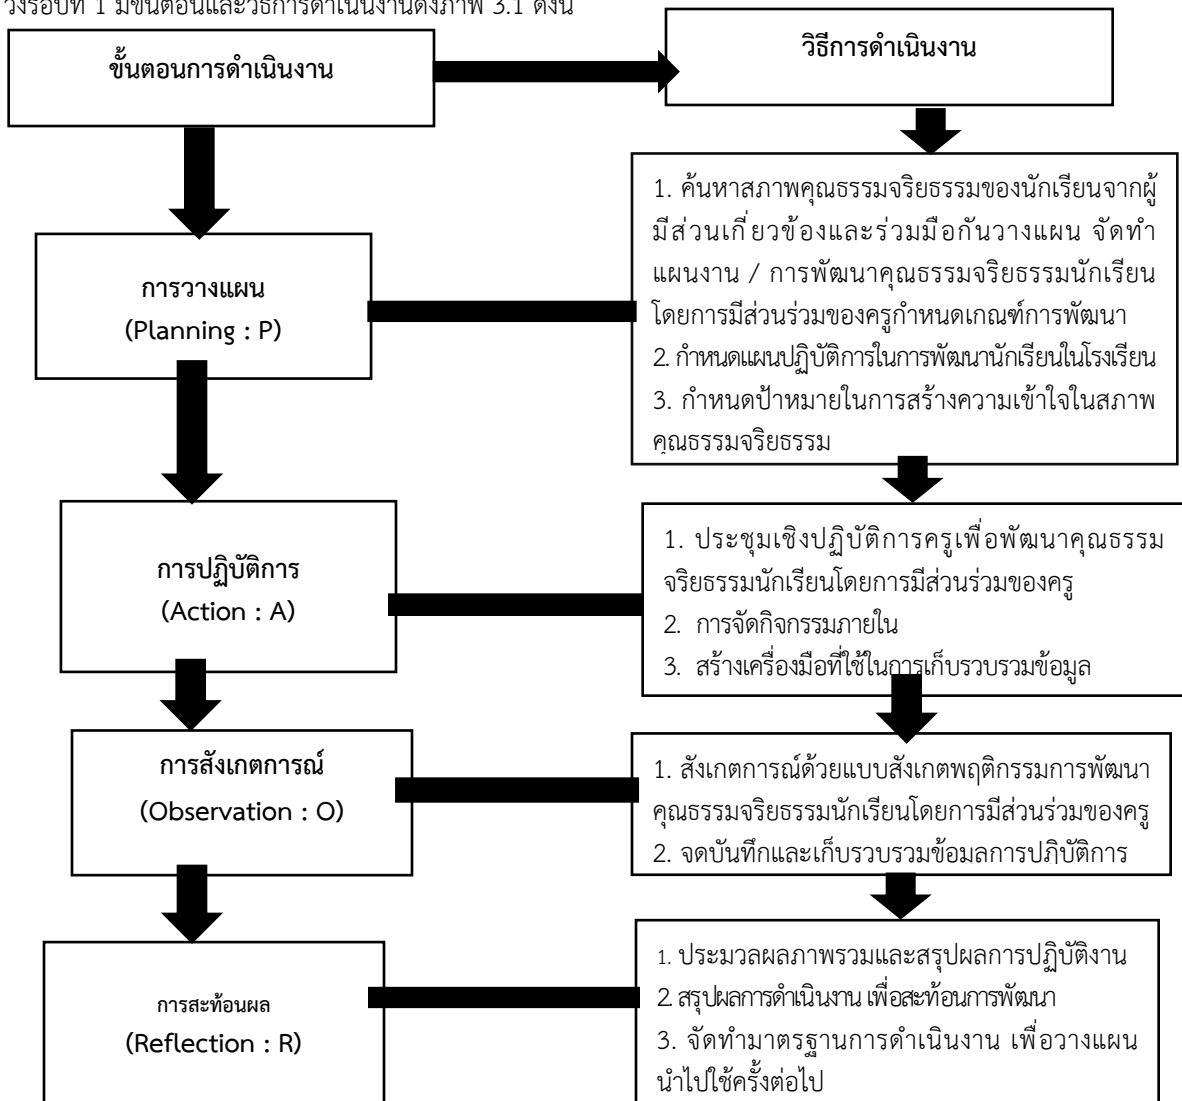 วงรอบที่ 1 มีขั้นตอนและวิธีการดำเนินงานดังภาพ 3.1 ดังนี้
ขั้นตอนการดำเนินงาน
วิธีการดำเนินงาน
การวางแผน
(Planning : P)
1. ค้นหาสภาพคุณธรรมจริยธรรมของนักเรียนจากผู้
มีส่วนเกี่ยวข้องและร่วมมือกันวางแผน จัดทำ
แผนงาน / การพัฒนาคุณธรรมจริยธรรมนักเรียน
โดยการมีส่วนร่วมของครูกำหนดเกณฑ์การพัฒนา
2. กำหนดแผนปฏิบัติการในการพัฒนานักเรียนในโรงเรียน
3. กำหนดป้าหมายในการสร้างความเข้าใจในสภาพ
คุณธรรมจริยธรรม
การปฏิบัติการ
(Action : A)
1. ประชุมเชิงปฏิบัติการครูเพื่อพัฒนาคุณธรรม
จริยธรรมนักเรียนโดยการมีส่วนร่วมของครู
2. การจัดกิจกรรมภายใน
3. สร้างเครื่องมือที่ใช้ในการเก็บรวบรวมข้อมูล
การสังเกตการณ์
(Observation : O)
1. สังเกตการณ์ด้วยแบบสังเกตพฤติกรรมการพัฒนา
คุณธรรมจริยธรรมนักเรียนโดยการมีส่วนร่วมของครู
2. จดบันทึกและเก็บรวบรวมข้อมูลการปฏิบัติการ
การสะท้อนผล
(Reflection : R)
1. ประมวลผลภาพรวมและสรุปผลการปฏิบัติงาน
2. สรุปผลการดำเนินงาน เพื่อสะท้อนการพัฒนา
3. จัดทำมาตรฐานการดำเนินงาน เพื่อวางแผน
นำไปใช้ครั้งต่อไป